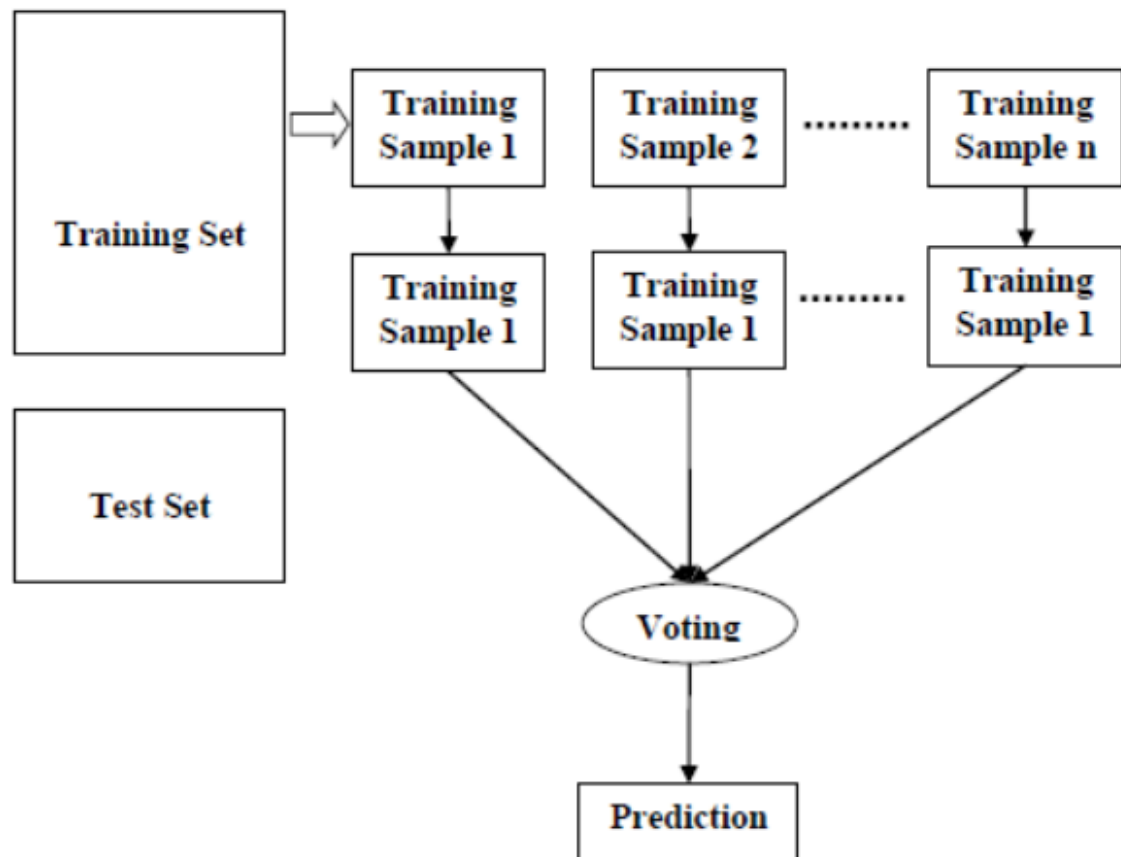 Training Set
Training
Sample 1
Training
Sample 2
Training
Sample n
Training
Sample 1
Training
Sample 1
Training
Sample 1
Test Set
Voting
Prediction